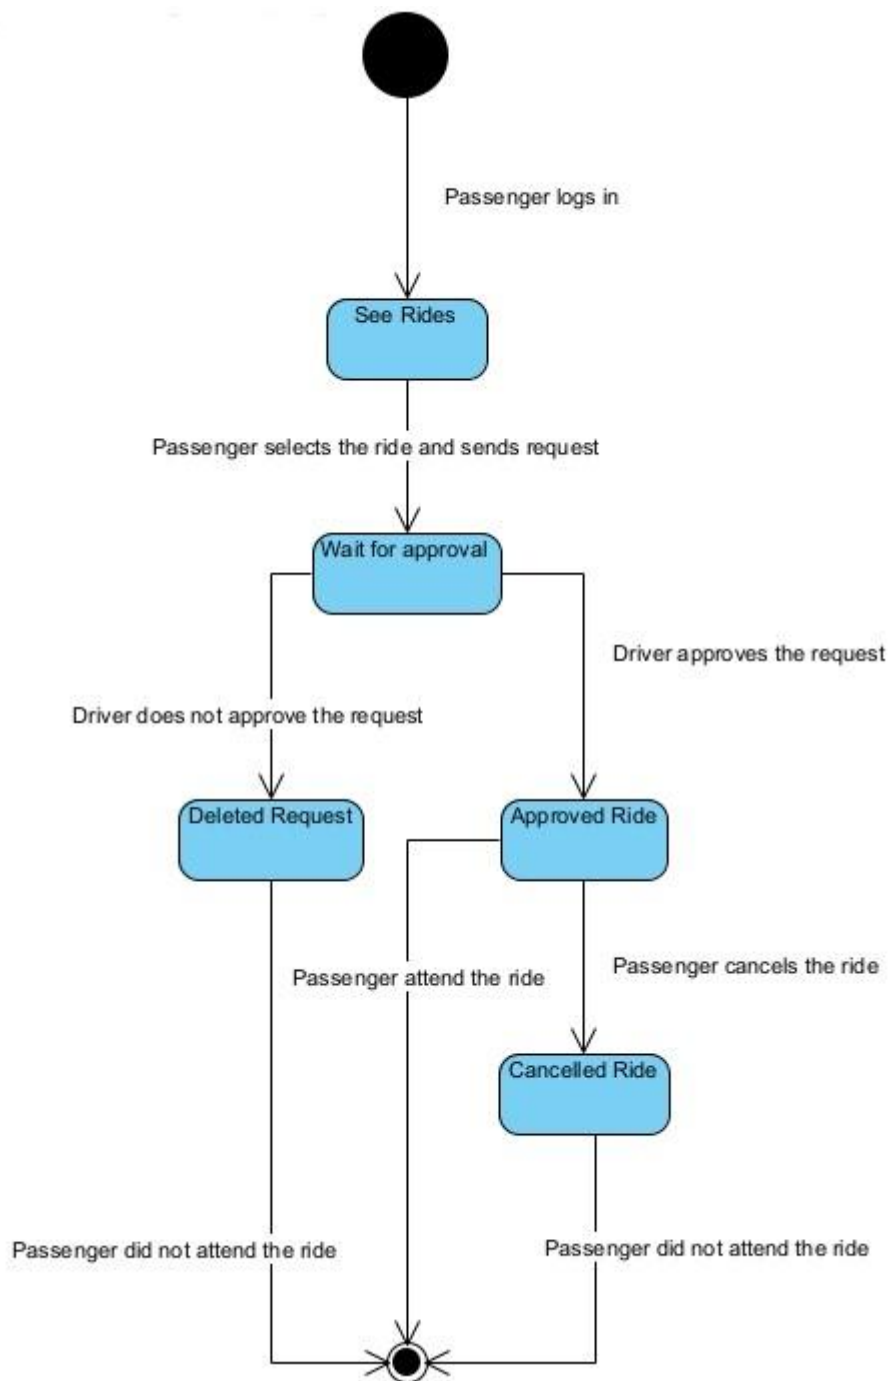 Passenger logs in
See Rides
Passenger selects the ride and sends request
Wait for approval
Driver approves the request
Driver does not approve the request
Deleted Request
Approved Ride
Passenger attend the ride
Passenger cancels the ride
Cancelled Ride
Passenger did not attend the ride
Passenger did not attend the ride